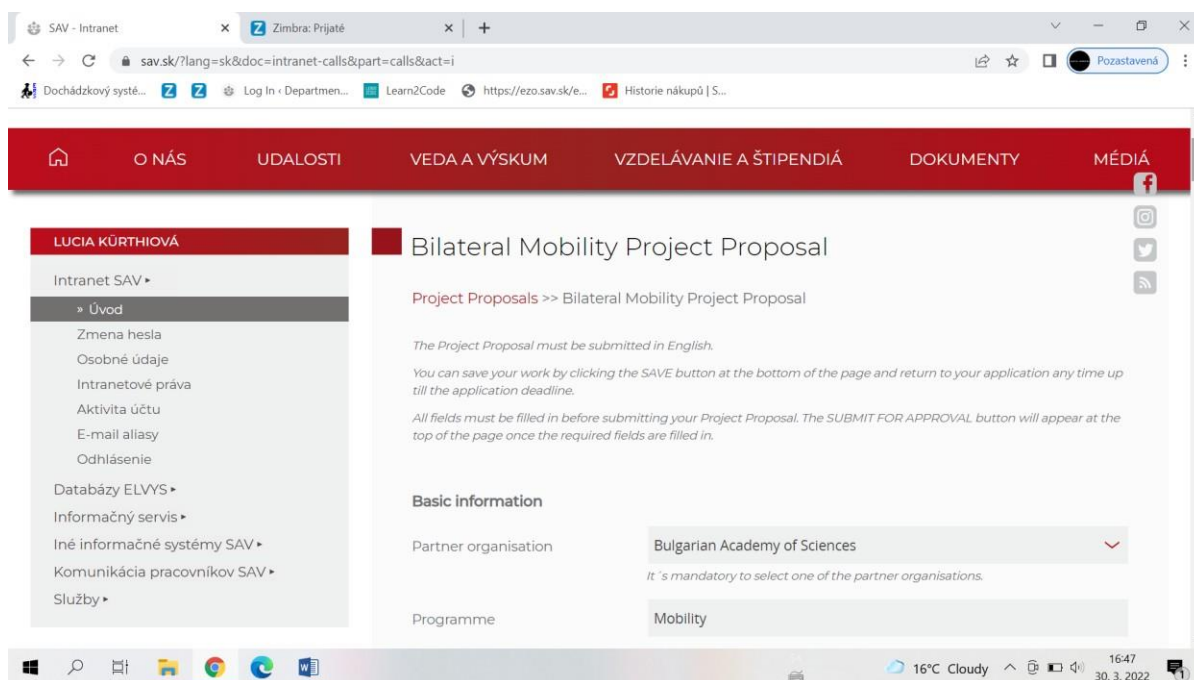 SAV - Intranet
Zimbra: Prijaté
sav.sk/?lang=sk&doc=intranet-calls&part=calls&act=i
Pozastavená
Dochádzkový systé...
Log In ‹ Departmen...
Learn2Code
https://ezo.sav.sk/e...
Historie nákupů | S...
O NÁS
UDALOSTI
VEDA A VÝSKUM
VZDELÁVANIE A ŠTIPENDIÁ
DOKUMENTY
MÉDIÁ
LUCIA KÜRTHIOVÁ
Intranet SAV
» Úvod
Zmena hesla
Osobné údaje
Intranetové práva
Aktivita účtu
E-mail aliasy
Odhlásenie
Databázy ELVYS
Informačný servis
Iné informačné systémy SAV
Komunikácia pracovníkov SAV
Služby
Bilateral Mobility Project Proposal
Project Proposals >> Bilateral Mobility Project Proposal
The Project Proposal must be submitted in English.
You can save your work by clicking the SAVE button at the bottom of the page and return to your application any time up
till the application deadline.
All fields must be filled in before submitting your Project Proposal. The SUBMIT FOR APPROVAL button will appear at the
top of the page once the required fields are filled in.
Basic information
Partner organisation
Bulgarian Academy of Sciences
It´s mandatory to select one of the partner organisations.
Programme
Mobility
16°C Cloudy
16:47
30. 3. 2022